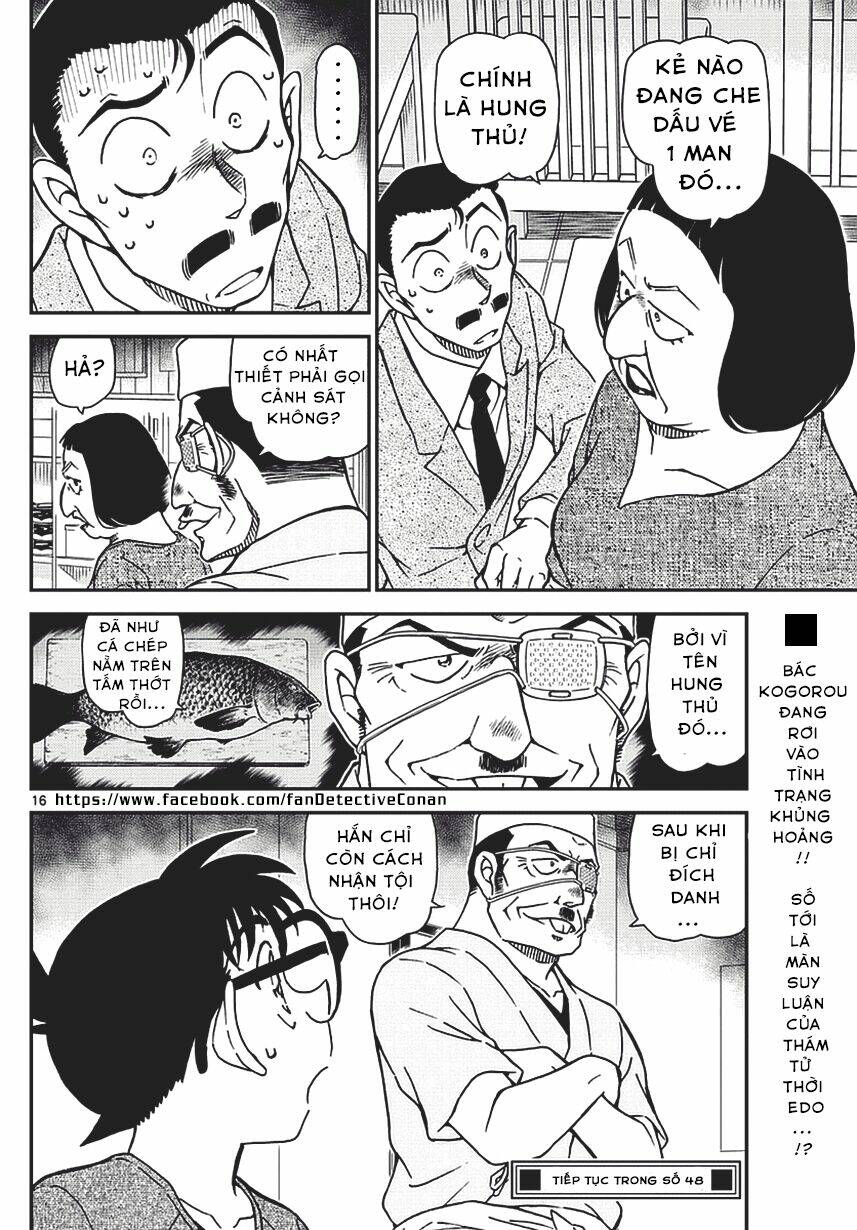 KẺ NÀO
ĐANG CHE
DẤU VÉ
1 MAN
ĐÓ...
CHÍNH
LÀ HUNG
THỦ!
.....
CÓ NHẤT
THIẾT PHẢI GỌI
CẢNH SÁT
KHÔNG?
HẢ?
BỞI VÌ
TÊN
HUNG
THỦ
ĐÓ...
ĐÃ NHƯ
CÁ CHÉP
NẰM TRÊN
TẤM THỚT
RỒI...
16 https://www.facebook.com/fanDetectiveConan
SAU KHI
BỊ CHỈ
ĐÍCH
DANH
...
HẮN CHỈ
CÒN CÁCH
NHẬN TỘI
THÔI!
BÁC
KOGOROU
ĐANG
RƠI
VÀO
TÌNH
TRẠNG
KHỦNG
HOẢNG
!!
SỐ
TỚI
LÀ
MÀN
SUY
LUẬN
CỦA
THÁM
TỬ
THỜI
EDO
...
!?
TIẾP TỤC TRONG SỐ 48